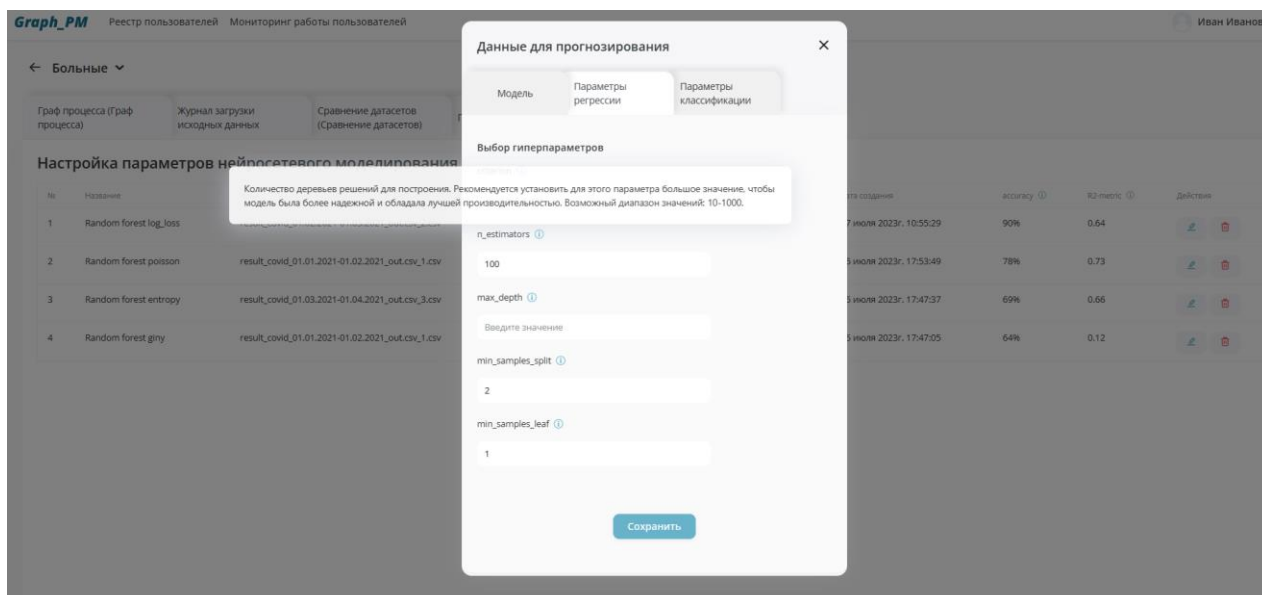 Graph_PM Реестр пользователей Мониторинг работы пользователей Иван Иванов
Данные для прогнозирования
← Больные
Модель
Параметры
регрессии
Параметры
классификации
Граф процесса (Граф
процесса)
Журнал загрузки
исходных данных
Сравнение датасетов
(Сравнение датасетов)
Выбор гиперпараметров
Настройка параметров нейросетевого моделирования
Количество деревьев решений для построения. Рекомендуется установить для этого параметра большое значение, чтобы
модель была более надежной и обладала лучшей производительностью. Возможный диапазон значений: 10-1000.
№ Название создания accuracy R2-metric Действия
1 Random forest log_loss 7 июля 2023г. 10:55:29 90% 0.64
n_estimators
100
2 Random forest poisson result_covid_01.01.2021-01.02.2021_out.csv_1.csv 5 июля 2023г. 17:53:49 78% 0.73
max_depth
3 Random forest entropy result_covid_01.03.2021-01.04.2021_out.csv_3.csv 5 июля 2023г. 17:47:37 69% 0.66
Введите значение
4 Random forest giny result_covid_01.01.2021-01.02.2021_out.csv_1.csv 5 июля 2023г. 17:47:05 64% 0.12
min_samples_split
2
min_samples_leaf
1
Сохранить